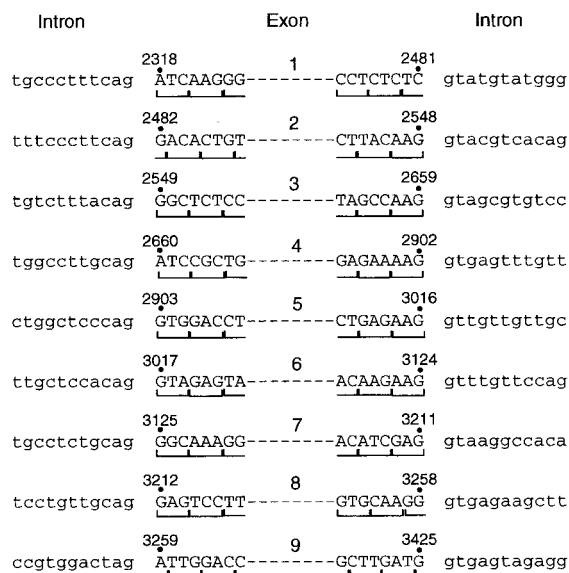 Intron Exon Intron
2318 1 2481
tgccctttcag ATCAAGGG-----------CCTCTCTC gtatgtatggg
2482 2 2548
tttcccttcag GACACTGT-----------CTTACAAG gtacgtcacag
2549 3 2659
tgtctttacag GGCTCTCC-----------TAGCCAAG gtagcgtgtcc
2660 4 2902
tggccttgcag ATCCGCTG-----------GAGAAAAG gtgagtttgtt
2903 5 3016
ctggctcccag GTGGACCT-----------CTGAGAAG gttgttgttgc
3017 6 3124
ttgctccacag GTAGAGTA-----------ACAAGAAG gtttgttccag
3125 7 3211
tgcctctgcag GGCAAAGG-----------ACATCGAG gtaaggccaca
3212 8 3258
tcctgttgcag GAGTCCTT-----------GTGCAAGG gtgagaagctt
3259 9 3425
ccgtggactag ATTGGACC-----------GCTTGATG gtgagtagagg